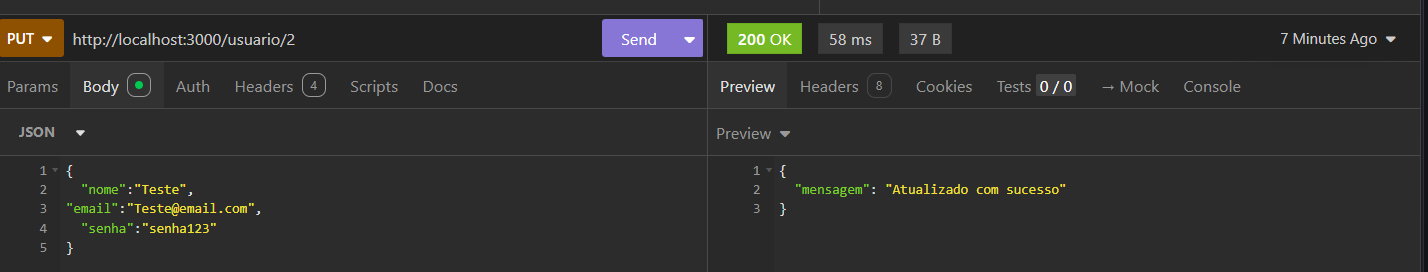 PUT http://localhost:3000/usuario/2 Send 200 OK 58 ms 37 B 7 Minutes Ago
Params Body Auth Headers 4 Scripts Docs
Preview Headers 8 Cookies Tests 0 / 0 → Mock Console
JSON
Preview
1 {
2 "nome":"Teste",
3 "email":"Teste@email.com",
4 "senha":"senha123"
5 }
1 {
2 "mensagem": "Atualizado com sucesso"
3 }